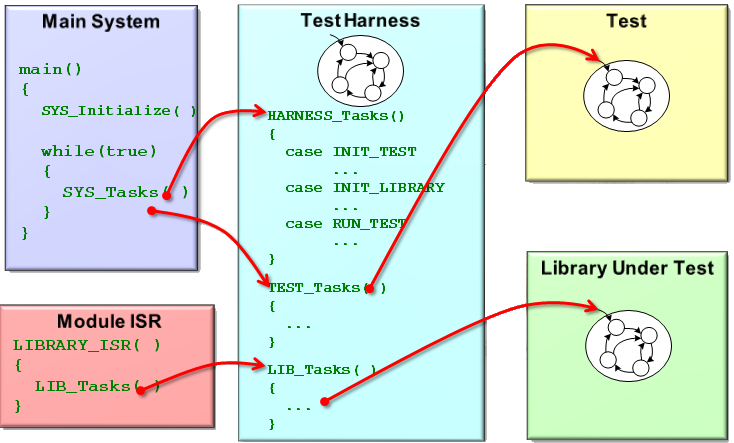 Main System
main()
{
SYS_Initialize( )
while(true)
{
SYS_Tasks( )
}
}
Module ISR
LIBRARY_ISR( )
{
LIB_Tasks( )
}
Test Harness
HARNESS_Tasks()
{
case INIT_TEST
...
case INIT_LIBRARY
...
case RUN_TEST
...
}
TEST_Tasks( )
{
...
}
LIB_Tasks( )
{
...
}
Test
Library Under Test